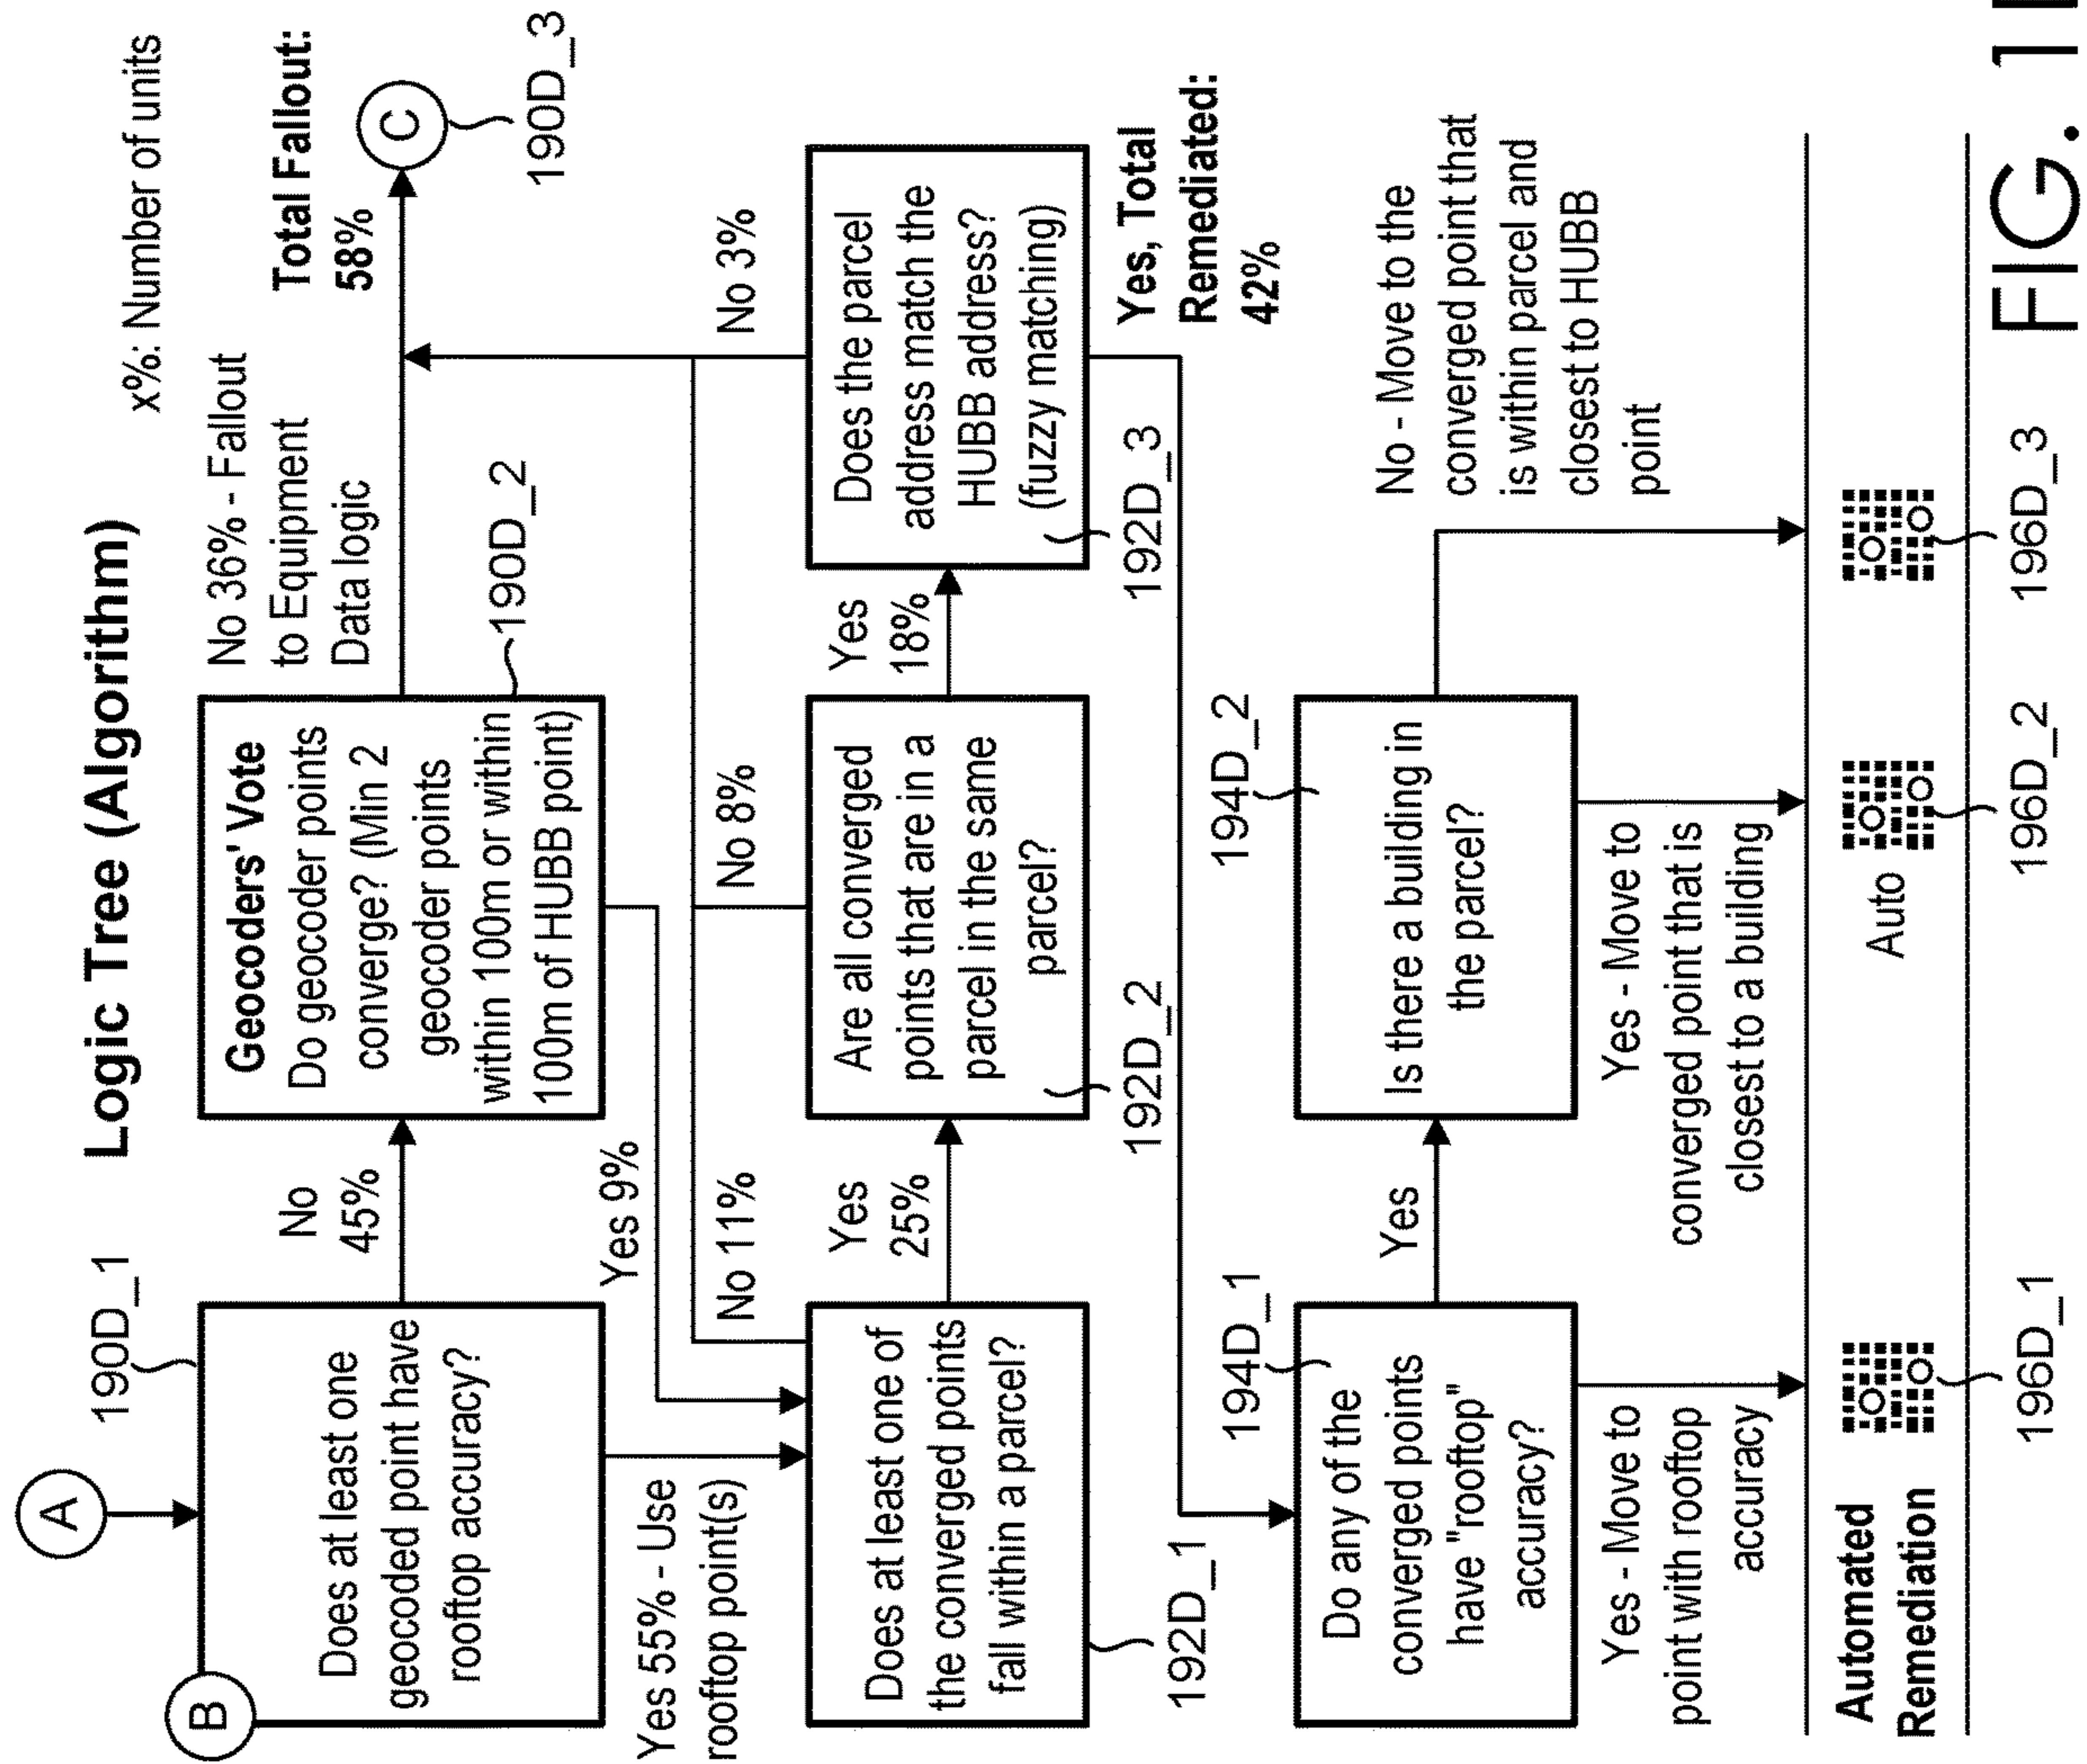 Logic Tree (Algorithm)
x%: Number of units
A
B
190D_1
Does at least one
geocoded point have
rooftop accuracy?
No
45%
Geocoders' Vote
Do geocoder points
converge? (Min 2
geocoder points
within 100m or within
100m of HUBB point)
190D_2
No 36% - Fallout
to Equipment
Data logic
Total Fallout:
58%
C
190D_3
Yes 55% - Use
rooftop point(s)
Yes 9%
No 11%
No 8%
No 3%
Does at least one of
the converged points
fall within a parcel?
192D_1
Yes
25%
Are all converged
points that are in a
parcel in the same
parcel?
192D_2
Yes
18%
Does the parcel
address match the
HUBB address?
(fuzzy matching)
192D_3
Yes, Total
Remediated:
42%
194D_1
Do any of the
converged points
have "rooftop"
accuracy?
Yes
194D_2
Is there a building in
the parcel?
No - Move to the
converged point that
is within parcel and
closest to HUBB
point
Yes - Move to
point with rooftop
accuracy
Yes - Move to
converged point that is
closest to a building
Automated
Remediation
Auto
196D_1
196D_2
196D_3